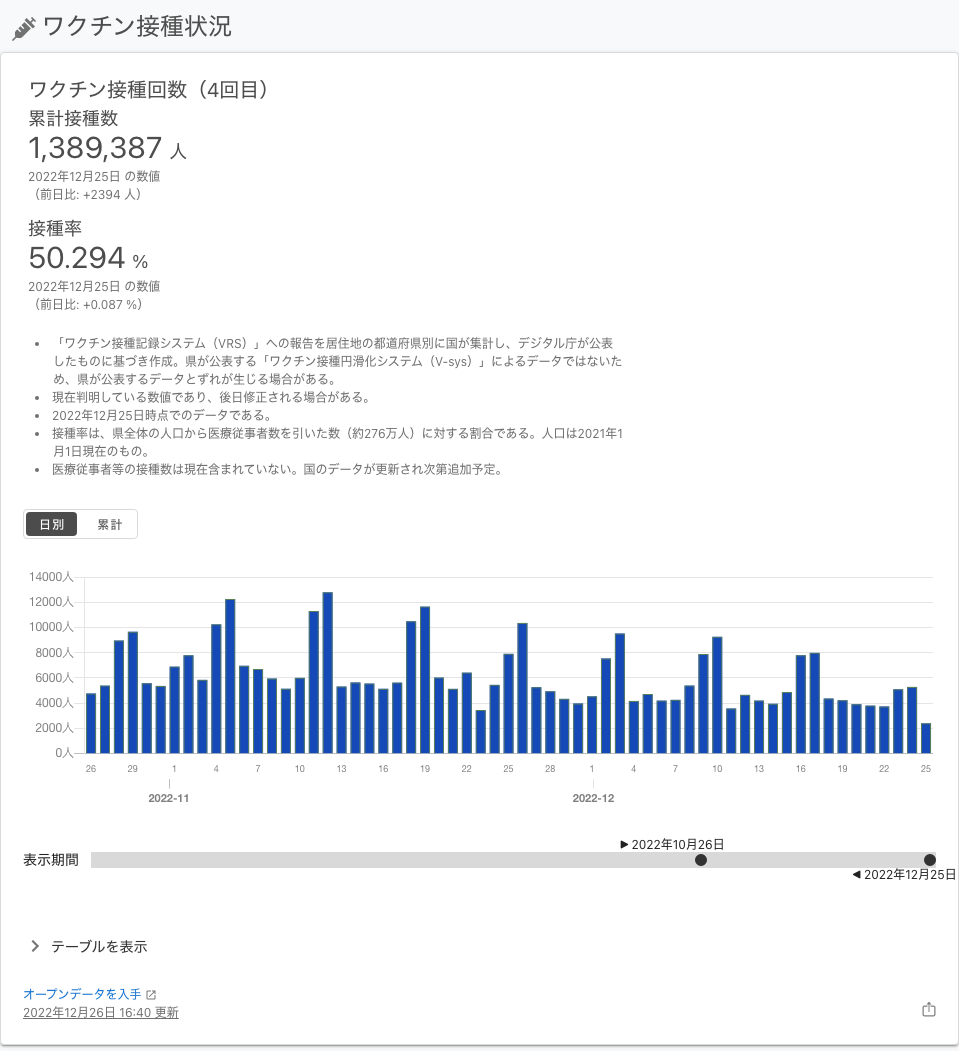 ワクチン接種状況
ワクチン接種回数（4回目）
累計接種数
1,389,387 人
2022年12月25日 の数値
（前日比: +2394 人）
接種率
50.294 %
2022年12月25日 の数値
（前日比: +0.087 %）
• 「ワクチン接種記録システム（VRS）」への報告を居住地の都道府県別に国が集計し、デジタル庁が公表
したものに基づき作成。県が公表する「ワクチン接種円滑化システム（V-sys）」によるデータではないた
め、県が公表するデータとずれが生じる場合がある。
• 現在判明している数値であり、後日修正される場合がある。
• 2022年12月25日時点でのデータである。
• 接種率は、県全体の人口から医療従事者数を引いた数（約276万人）に対する割合である。人口は2021年1
月1日現在のもの。
• 医療従事者等の接種数は現在含まれていない。国のデータが更新され次第追加予定。
日別 累計
14000人
12000人
10000人
8000人
6000人
4000人
2000人
0人
26 29 1 4 7 10 13 16 19 22 25 28 1 4 7 10 13 16 19 22 25
2022-11 2022-12
2022年10月26日
表示期間
2022年12月25日
テーブルを表示
オープンデータを入手
2022年12月26日 16:40 更新